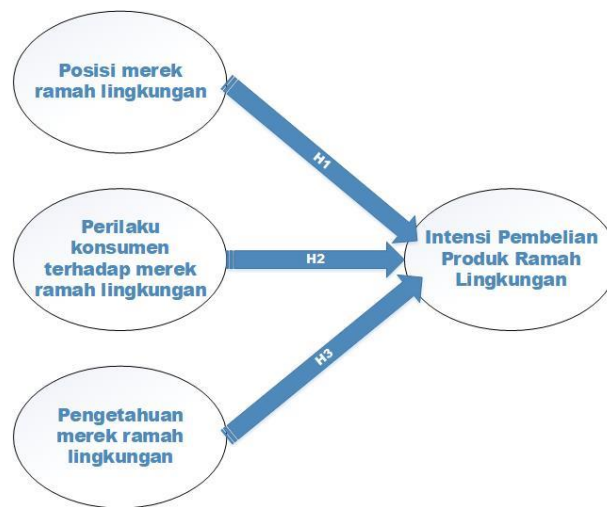 Posisi merek
ramah lingkungan
H1
Perilaku
konsumen
terhadap merek
ramah lingkungan
H2
Intensi Pembelian
Produk Ramah
Lingkungan
H3
Pengetahuan
merek ramah
lingkungan